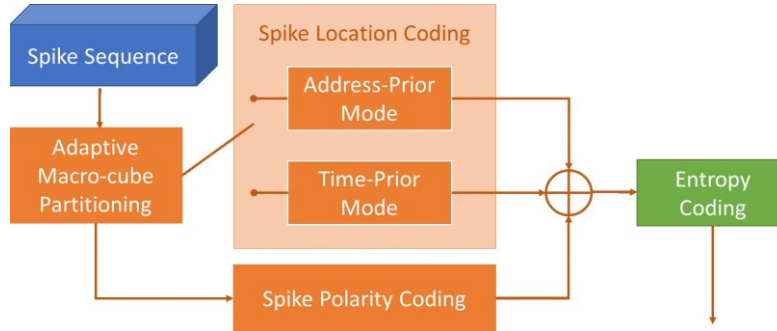 Spike Sequence
Spike Location Coding
Address-Prior
Mode
Adaptive
Macro-cube
Partitioning
Time-Prior
Mode
Entropy
Coding
Spike Polarity Coding